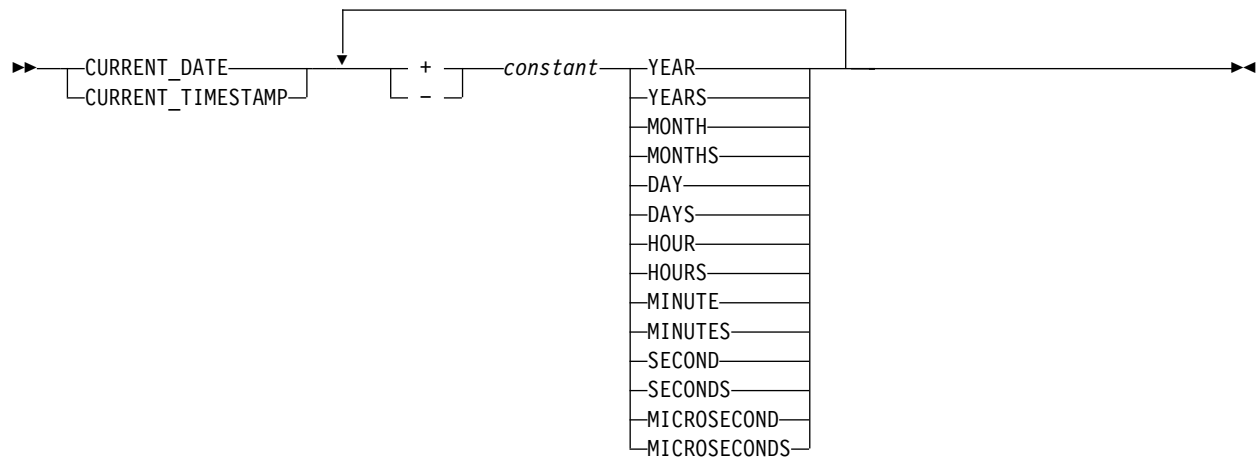 CURRENT_DATE + constant YEAR
CURRENT_TIMESTAMP – YEARS
MONTH
MONTHS
DAY
DAYS
HOUR
HOURS
MINUTE
MINUTES
SECOND
SECONDS
MICROSECOND
MICROSECONDS